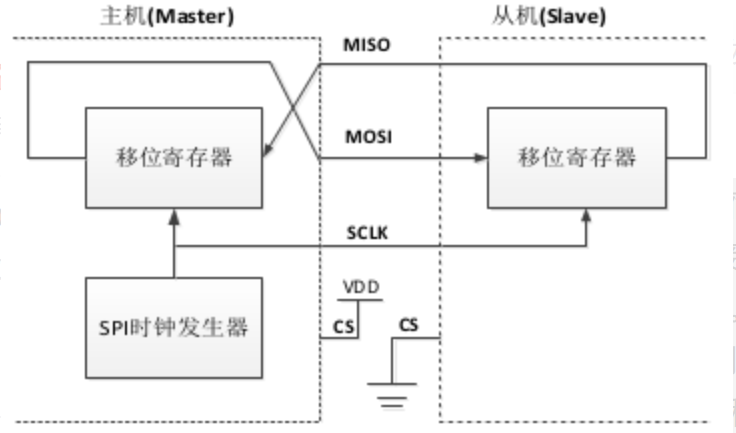 主机(Master)
从机(Slave)
MISO
移位寄存器
MOSI
移位寄存器
SCLK
SPI时钟发生器
VDD
CS
CS